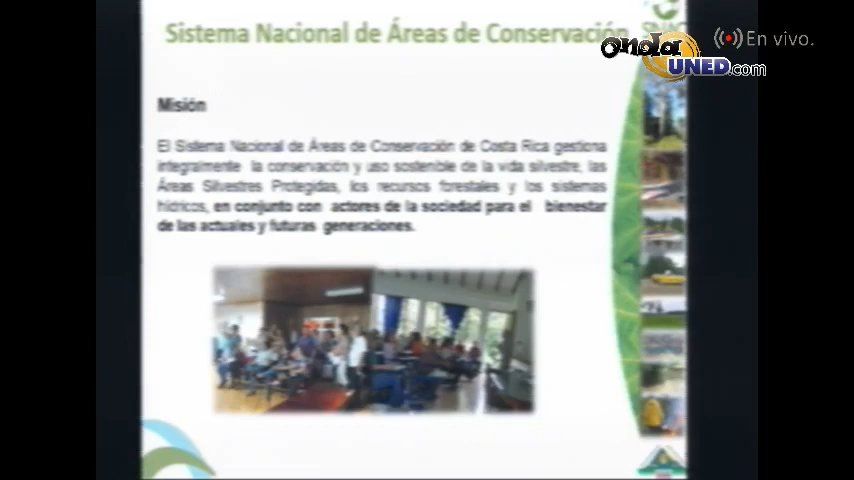 Sistema Nacional de Áreas de Conservación
onda
UNED.com
En vivo.
Misión
El Sistema Nacional de Áreas de Conservación de Costa Rica gestiona
integralmente la conservación y uso sostenible de la vida silvestre, las
Áreas Silvestres Protegidas, los recursos forestales y los sistemas
hídricos, en conjunto con actores de la sociedad para el bienestar
de las actuales y futuras generaciones.